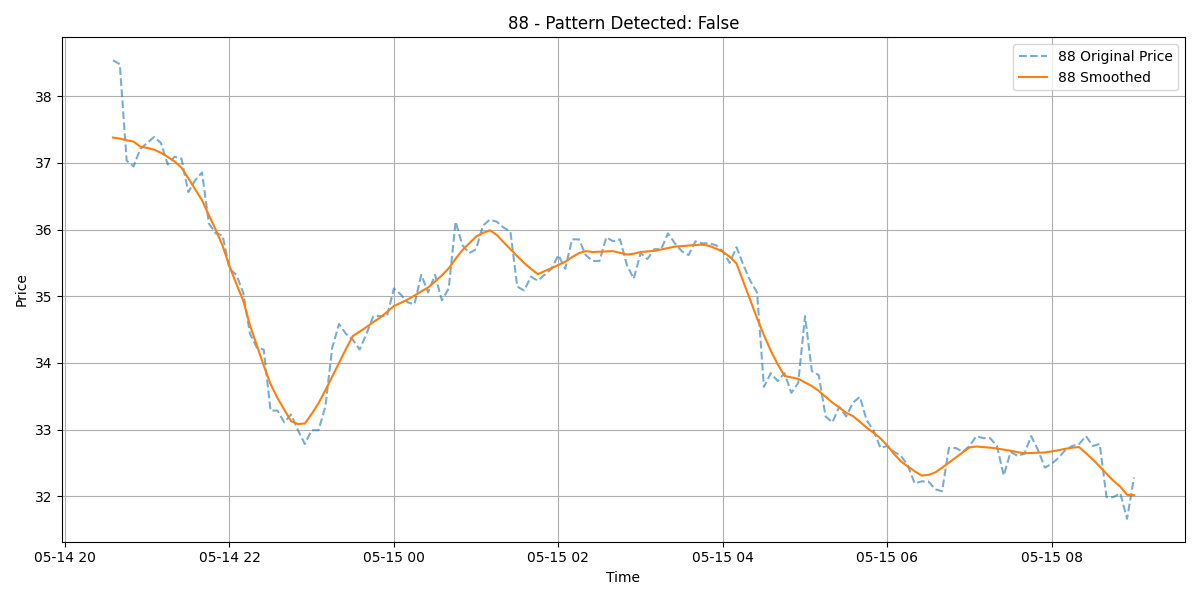 88 - Pattern Detected: False
88 Original Price
88 Smoothed
Price
38
37
36
35
34
33
32
05-14 20
05-14 22
05-15 00
05-15 02
05-15 04
05-15 06
05-15 08
Time